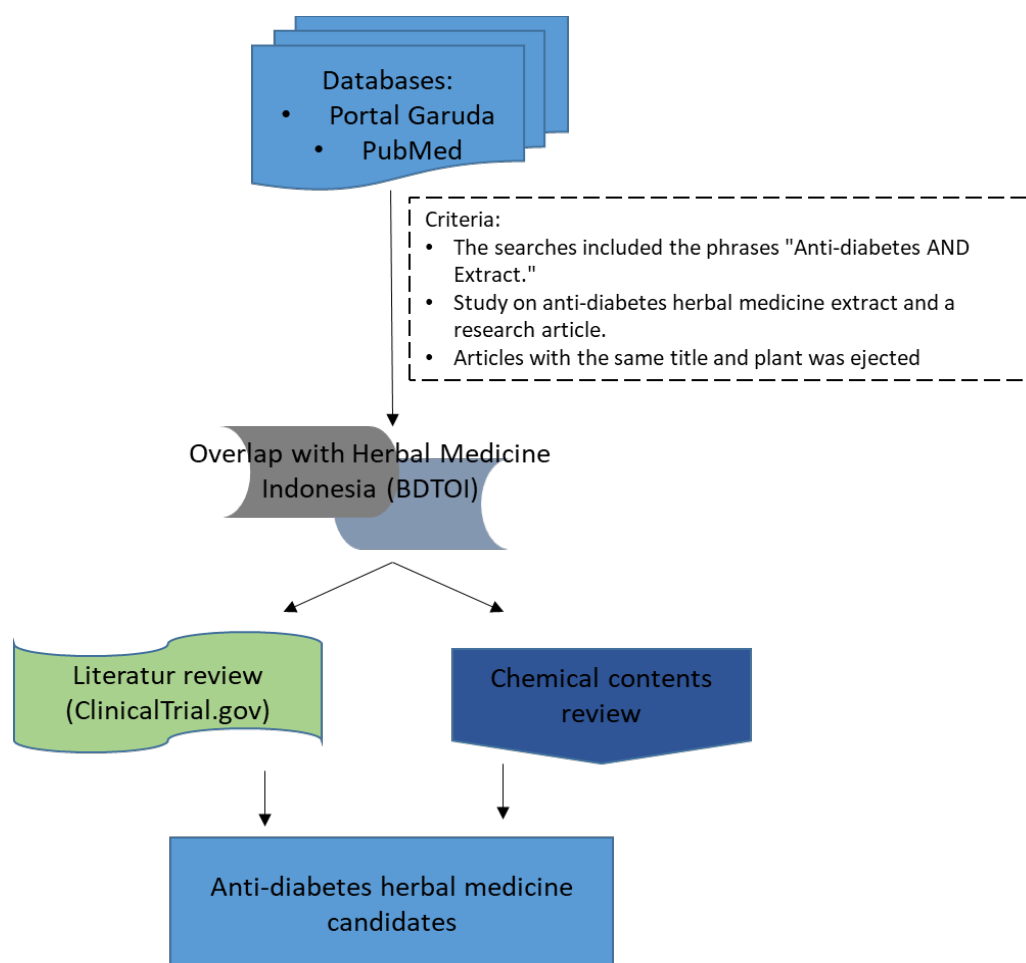 Databases:
• Portal Garuda
• PubMed
Criteria:
• The searches included the phrases "Anti-diabetes AND
Extract."
• Study on anti-diabetes herbal medicine extract and a
research article.
• Articles with the same title and plant was ejected
Overlap with Herbal Medicine
Indonesia (BDTOI)
Literatur review
(ClinicalTrial.gov)
Chemical contents
review
Anti-diabetes herbal medicine
candidates